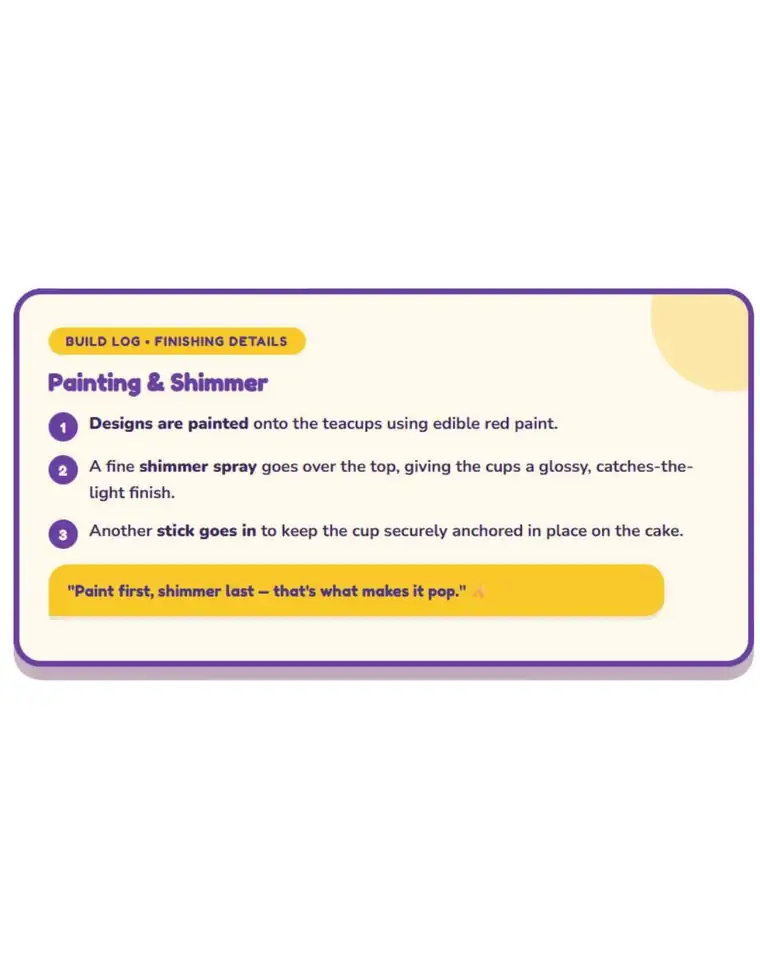 BUILD LOG • FINISHING DETAILS
Painting & Shimmer
1 Designs are painted onto the teacups using edible red paint.
2 A fine shimmer spray goes over the top, giving the cups a glossy, catches-the-
light finish.
3 Another stick goes in to keep the cup securely anchored in place on the cake.
"Paint first, shimmer last — that's what makes it pop."